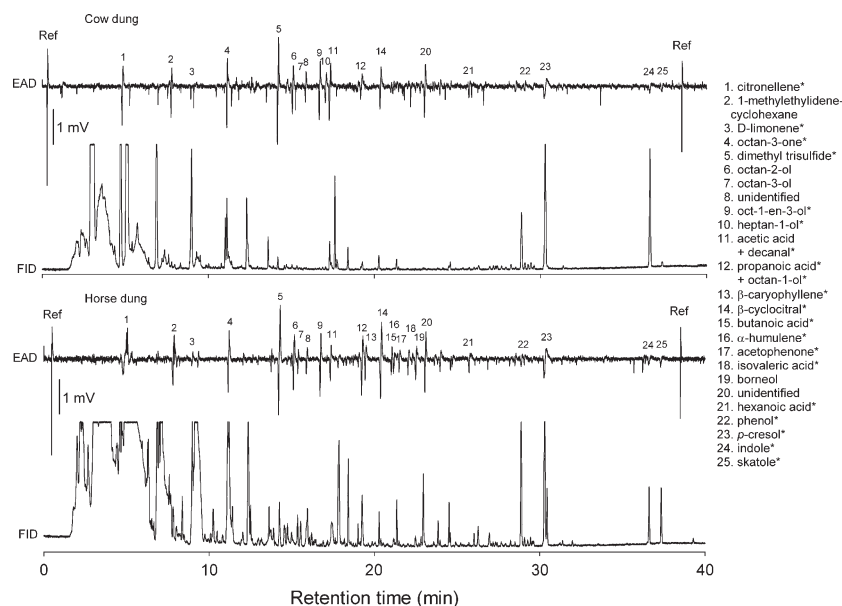 Cow dung
Ref
1
2
3
4
5
6
7
8
9
10
11
12
14
20
21
22
23
24
25
Ref
EAD
1 mV
FID
Horse dung
Ref
1
2
3
4
5
6
7
8
9
11
12
13
14
15
16
17
18
19
20
21
22
23
24
25
Ref
EAD
1 mV
FID
0
10
20
30
40
Retention time (min)
1. citronellene*
2. 1-methylethylidene-
cyclohexane
3. D-limonene*
4. octan-3-one*
5. dimethyl trisulfide*
6. octan-2-ol
7. octan-3-ol
8. unidentified
9. oct-1-en-3-ol*
10. heptan-1-ol*
11. acetic acid
+ decanal*
12. propanoic acid*
+ octan-1-ol*
13. β-caryophyllene*
14. β-cyclocitral*
15. butanoic acid*
16. α-humulene*
17. acetophenone*
18. isovaleric acid*
19. borneol
20. unidentified
21. hexanoic acid*
22. phenol*
23. p-cresol*
24. indole*
25. skatole*